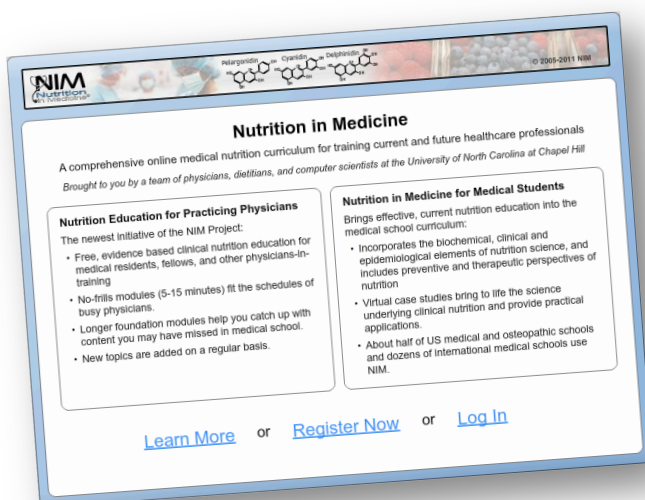 Pelargonidin Cyanidin Delphinidin
NIM
Nutrition
in Medicine
© 2005-2011 NIM
Nutrition in Medicine
A comprehensive online medical nutrition curriculum for training current and future healthcare professionals
Brought to you by a team of physicians, dietitians, and computer scientists at the University of North Carolina at Chapel Hill
Nutrition Education for Practicing Physicians
The newest initiative of the NIM Project:
• Free, evidence based clinical nutrition education for
medical residents, fellows, and other physicians-in-
training
• No-frills modules (5-15 minutes) fit the schedules of
busy physicians.
• Longer foundation modules help you catch up with
content you may have missed in medical school.
• New topics are added on a regular basis.
Nutrition in Medicine for Medical Students
Brings effective, current nutrition education into the
medical school curriculum:
• Incorporates the biochemical, clinical and
epidemiological elements of nutrition science, and
includes preventive and therapeutic perspectives of
nutrition
• Virtual case studies bring to life the science
underlying clinical nutrition and provide practical
applications.
• About half of US medical and osteopathic schools
and dozens of international medical schools use
NIM.
Learn More or Register Now or Log In